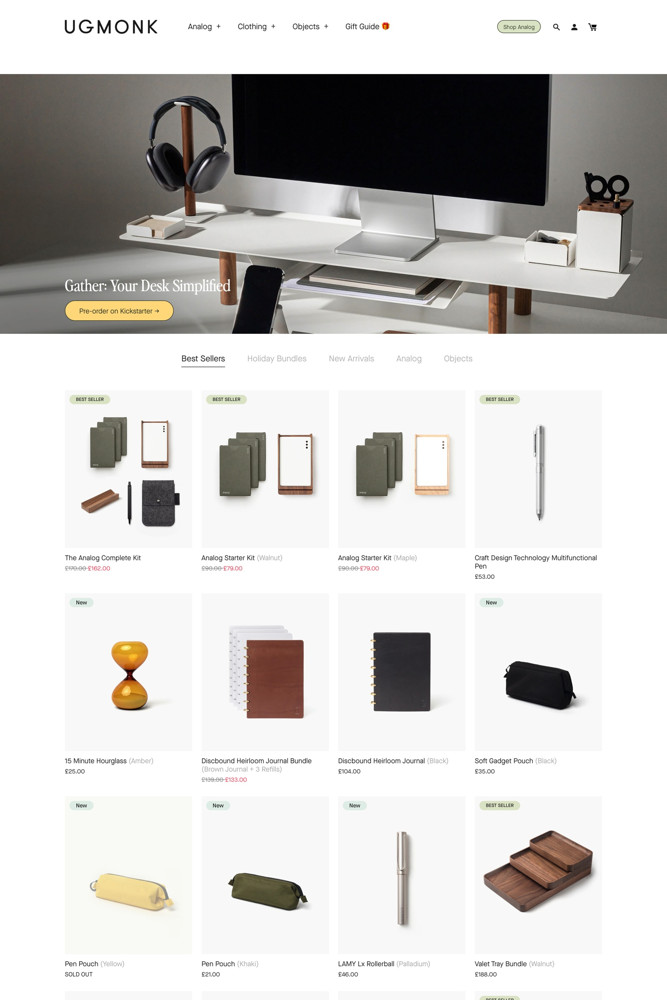 UGMONK
Analog +
Clothing +
Objects +
Gift Guide
Shop Analog
Gather: Your Desk Simplified
Pre-order on Kickstarter →
Best Sellers
Holiday Bundles
New Arrivals
Analog
Objects
BEST SELLER
The Analog Complete Kit
£170.00 £162.00
BEST SELLER
Analog Starter Kit (Walnut)
£90.00 £79.00
Analog Starter Kit (Maple)
£90.00 £79.00
BEST SELLER
Craft Design Technology Multifunctional
Pen
£53.00
New
15 Minute Hourglass (Amber)
£25.00
Discbound Heirloom Journal Bundle
(Brown Journal + 3 Refills)
£138.00 £133.00
Discbound Heirloom Journal (Black)
£104.00
New
Soft Gadget Pouch (Black)
£35.00
New
Pen Pouch (Yellow)
SOLD OUT
New
Pen Pouch (Khaki)
£21.00
New
LAMY Lx Rollerball (Palladium)
£46.00
BEST SELLER
Valet Tray Bundle (Walnut)
£188.00
BEST SELLER